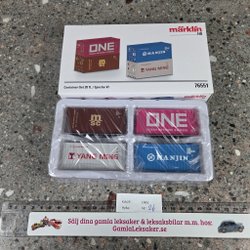 märklin
H0
ONE
HANJIN
YANG MING
Container-Set 20 ft. / Epoche VI
76551
msc
ONE
YANG MING
HANJIN
Sälj dina gamla leksaker & leksaksbilar m.m. hos.
GamlaLeksaker.se